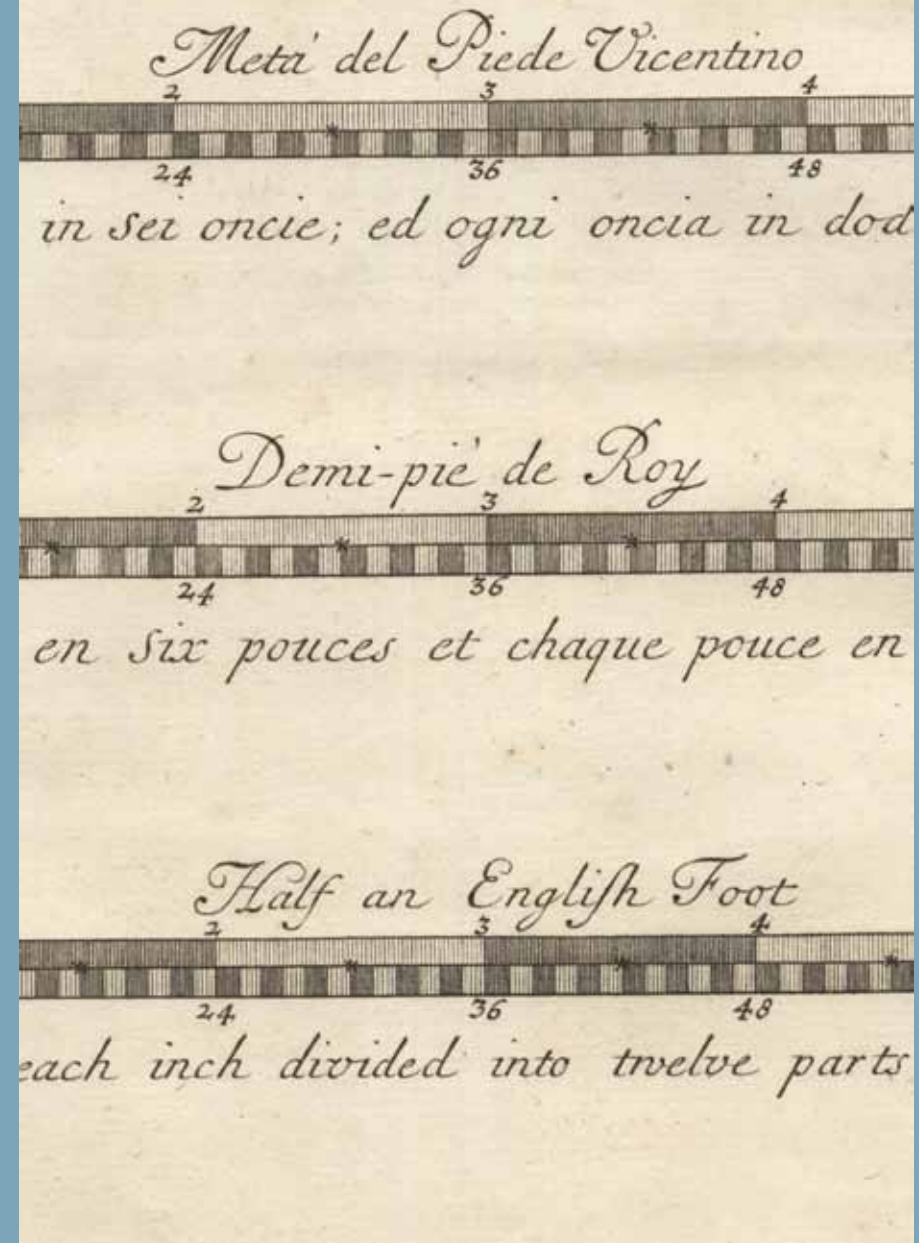 Metà del Piede Vicentino
2 3 4
24 36 48
in sei oncie; ed ogni oncia in dod
Demi-pié de Roy
2 3 4
24 36 48
en six pouces et chaque pouce en
Half an Engliſh Foot
2 3 4
24 36 48
each inch divided into twelve parts